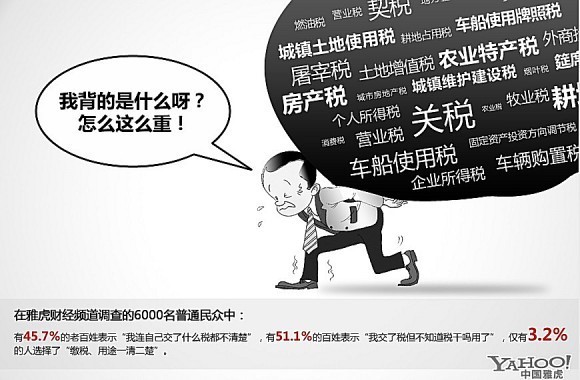 燃油税 营业税 契税
城镇土地使用税 耕地占用税 车船使用牌照税
屠宰税 土地增值税 农业特产税 外商投
房产税 城市房地产税 城镇维护建设税 烟叶税 筵席
个人所得税 关税 农业税 牧业税 耕
消费税 营业税 固定资产投资方向调节税
车船使用税 车辆购置税
企业所得税
我背的是什么呀？
怎么这么重！
在雅虎财经频道调查的6000名普通民众中：
有45.7%的老百姓表示“我连自己交了什么税都不清楚”，有51.1%的百姓表示“我交了税但不知道税干吗用了”，仅有3.2%
的人选择了“缴税、用途一清二楚”。
YAHOO!
中国雅虎